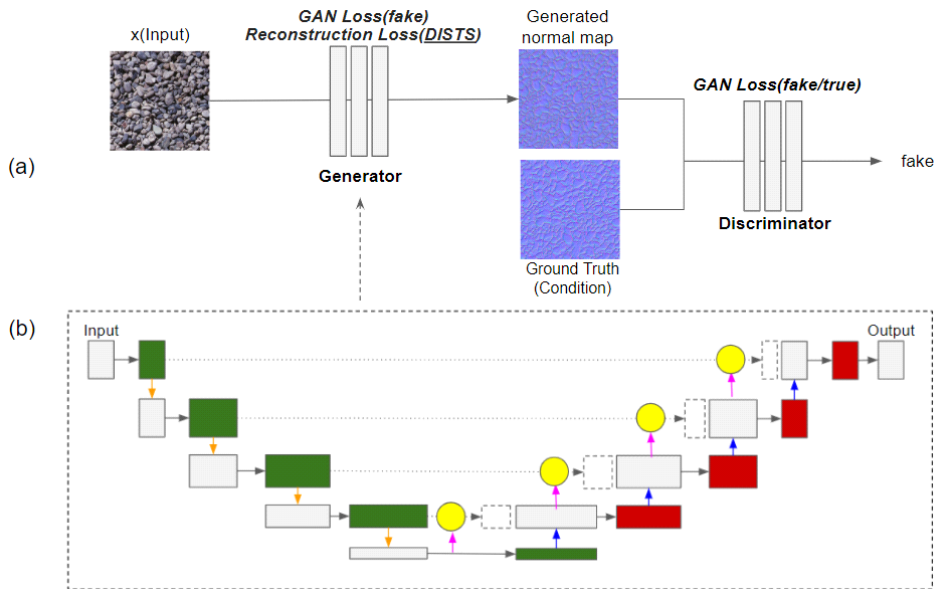 (a)
x(Input)
GAN Loss(fake)
Reconstruction Loss(DISTS)
Generator
Generated
normal map
Ground Truth
(Condition)
GAN Loss(fake/true)
Discriminator
fake
(b)
Input
Output